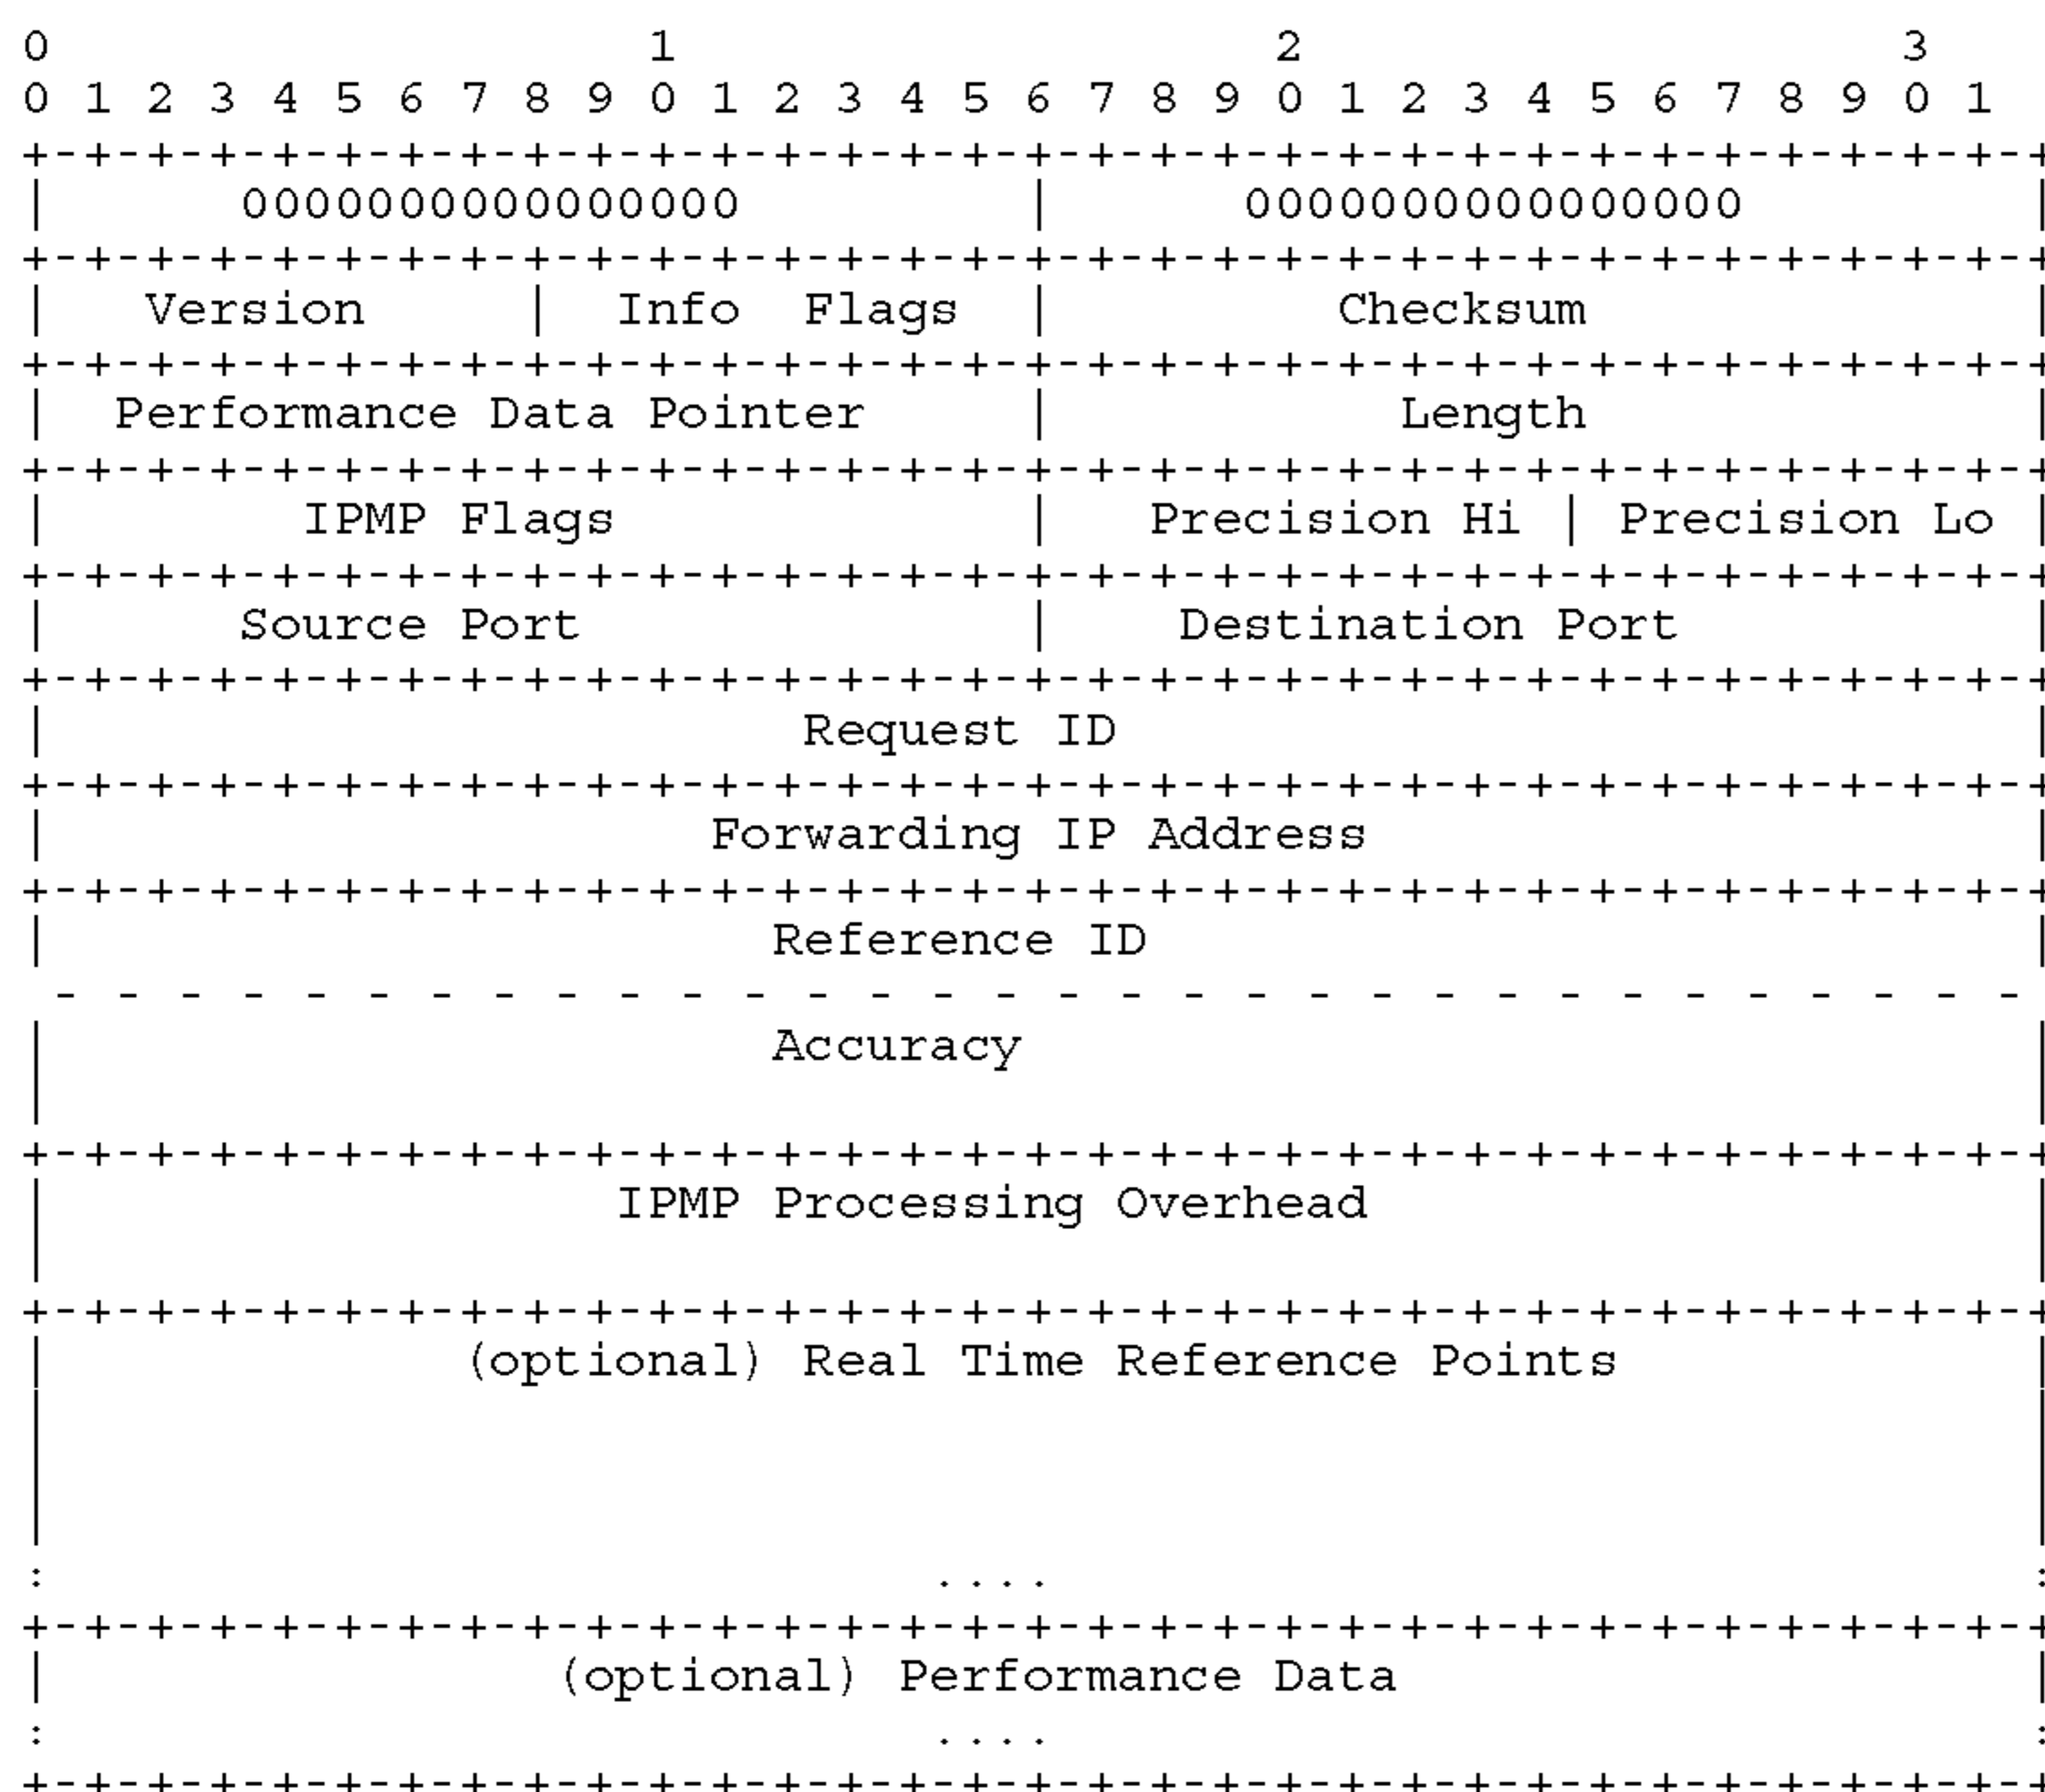 0                   1                   2                   3
0 1 2 3 4 5 6 7 8 9 0 1 2 3 4 5 6 7 8 9 0 1 2 3 4 5 6 7 8 9 0 1
+-+-+-+-+-+-+-+-+-+-+-+-+-+-+-+-+-+-+-+-+-+-+-+-+-+-+-+-+-+-+-+-+
|      0000000000000000         |      0000000000000000         |
+-+-+-+-+-+-+-+-+-+-+-+-+-+-+-+-+-+-+-+-+-+-+-+-+-+-+-+-+-+-+-+-+
|   Version     |  Info  Flags  |         Checksum              |
+-+-+-+-+-+-+-+-+-+-+-+-+-+-+-+-+-+-+-+-+-+-+-+-+-+-+-+-+-+-+-+-+
|  Performance Data Pointer     |           Length              |
+-+-+-+-+-+-+-+-+-+-+-+-+-+-+-+-+-+-+-+-+-+-+-+-+-+-+-+-+-+-+-+-+
|        IPMP Flags             |   Precision Hi | Precision Lo |
+-+-+-+-+-+-+-+-+-+-+-+-+-+-+-+-+-+-+-+-+-+-+-+-+-+-+-+-+-+-+-+-+
|      Source Port              |    Destination Port           |
+-+-+-+-+-+-+-+-+-+-+-+-+-+-+-+-+-+-+-+-+-+-+-+-+-+-+-+-+-+-+-+-+
|                        Request ID                             |
+-+-+-+-+-+-+-+-+-+-+-+-+-+-+-+-+-+-+-+-+-+-+-+-+-+-+-+-+-+-+-+-+
|                     Forwarding IP Address                     |
+-+-+-+-+-+-+-+-+-+-+-+-+-+-+-+-+-+-+-+-+-+-+-+-+-+-+-+-+-+-+-+-+
|                       Reference ID                            |
 - - - - - - - - - - - - - - - - - - - - - - - - - - - - - - - -
|                       Accuracy                                |
|                                                               |
+-+-+-+-+-+-+-+-+-+-+-+-+-+-+-+-+-+-+-+-+-+-+-+-+-+-+-+-+-+-+-+-+
|                  IPMP Processing Overhead                     |
|                                                               |
+-+-+-+-+-+-+-+-+-+-+-+-+-+-+-+-+-+-+-+-+-+-+-+-+-+-+-+-+-+-+-+-+
|             (optional) Real Time Reference Points             |
|                                                               |
|                                                               |
|                                                               |
:                            ....                               :
+-+-+-+-+-+-+-+-+-+-+-+-+-+-+-+-+-+-+-+-+-+-+-+-+-+-+-+-+-+-+-+-+
|                (optional) Performance Data                    |
:                            ....                               :
+-+-+-+-+-+-+-+-+-+-+-+-+-+-+-+-+-+-+-+-+-+-+-+-+-+-+-+-+-+-+-+-+